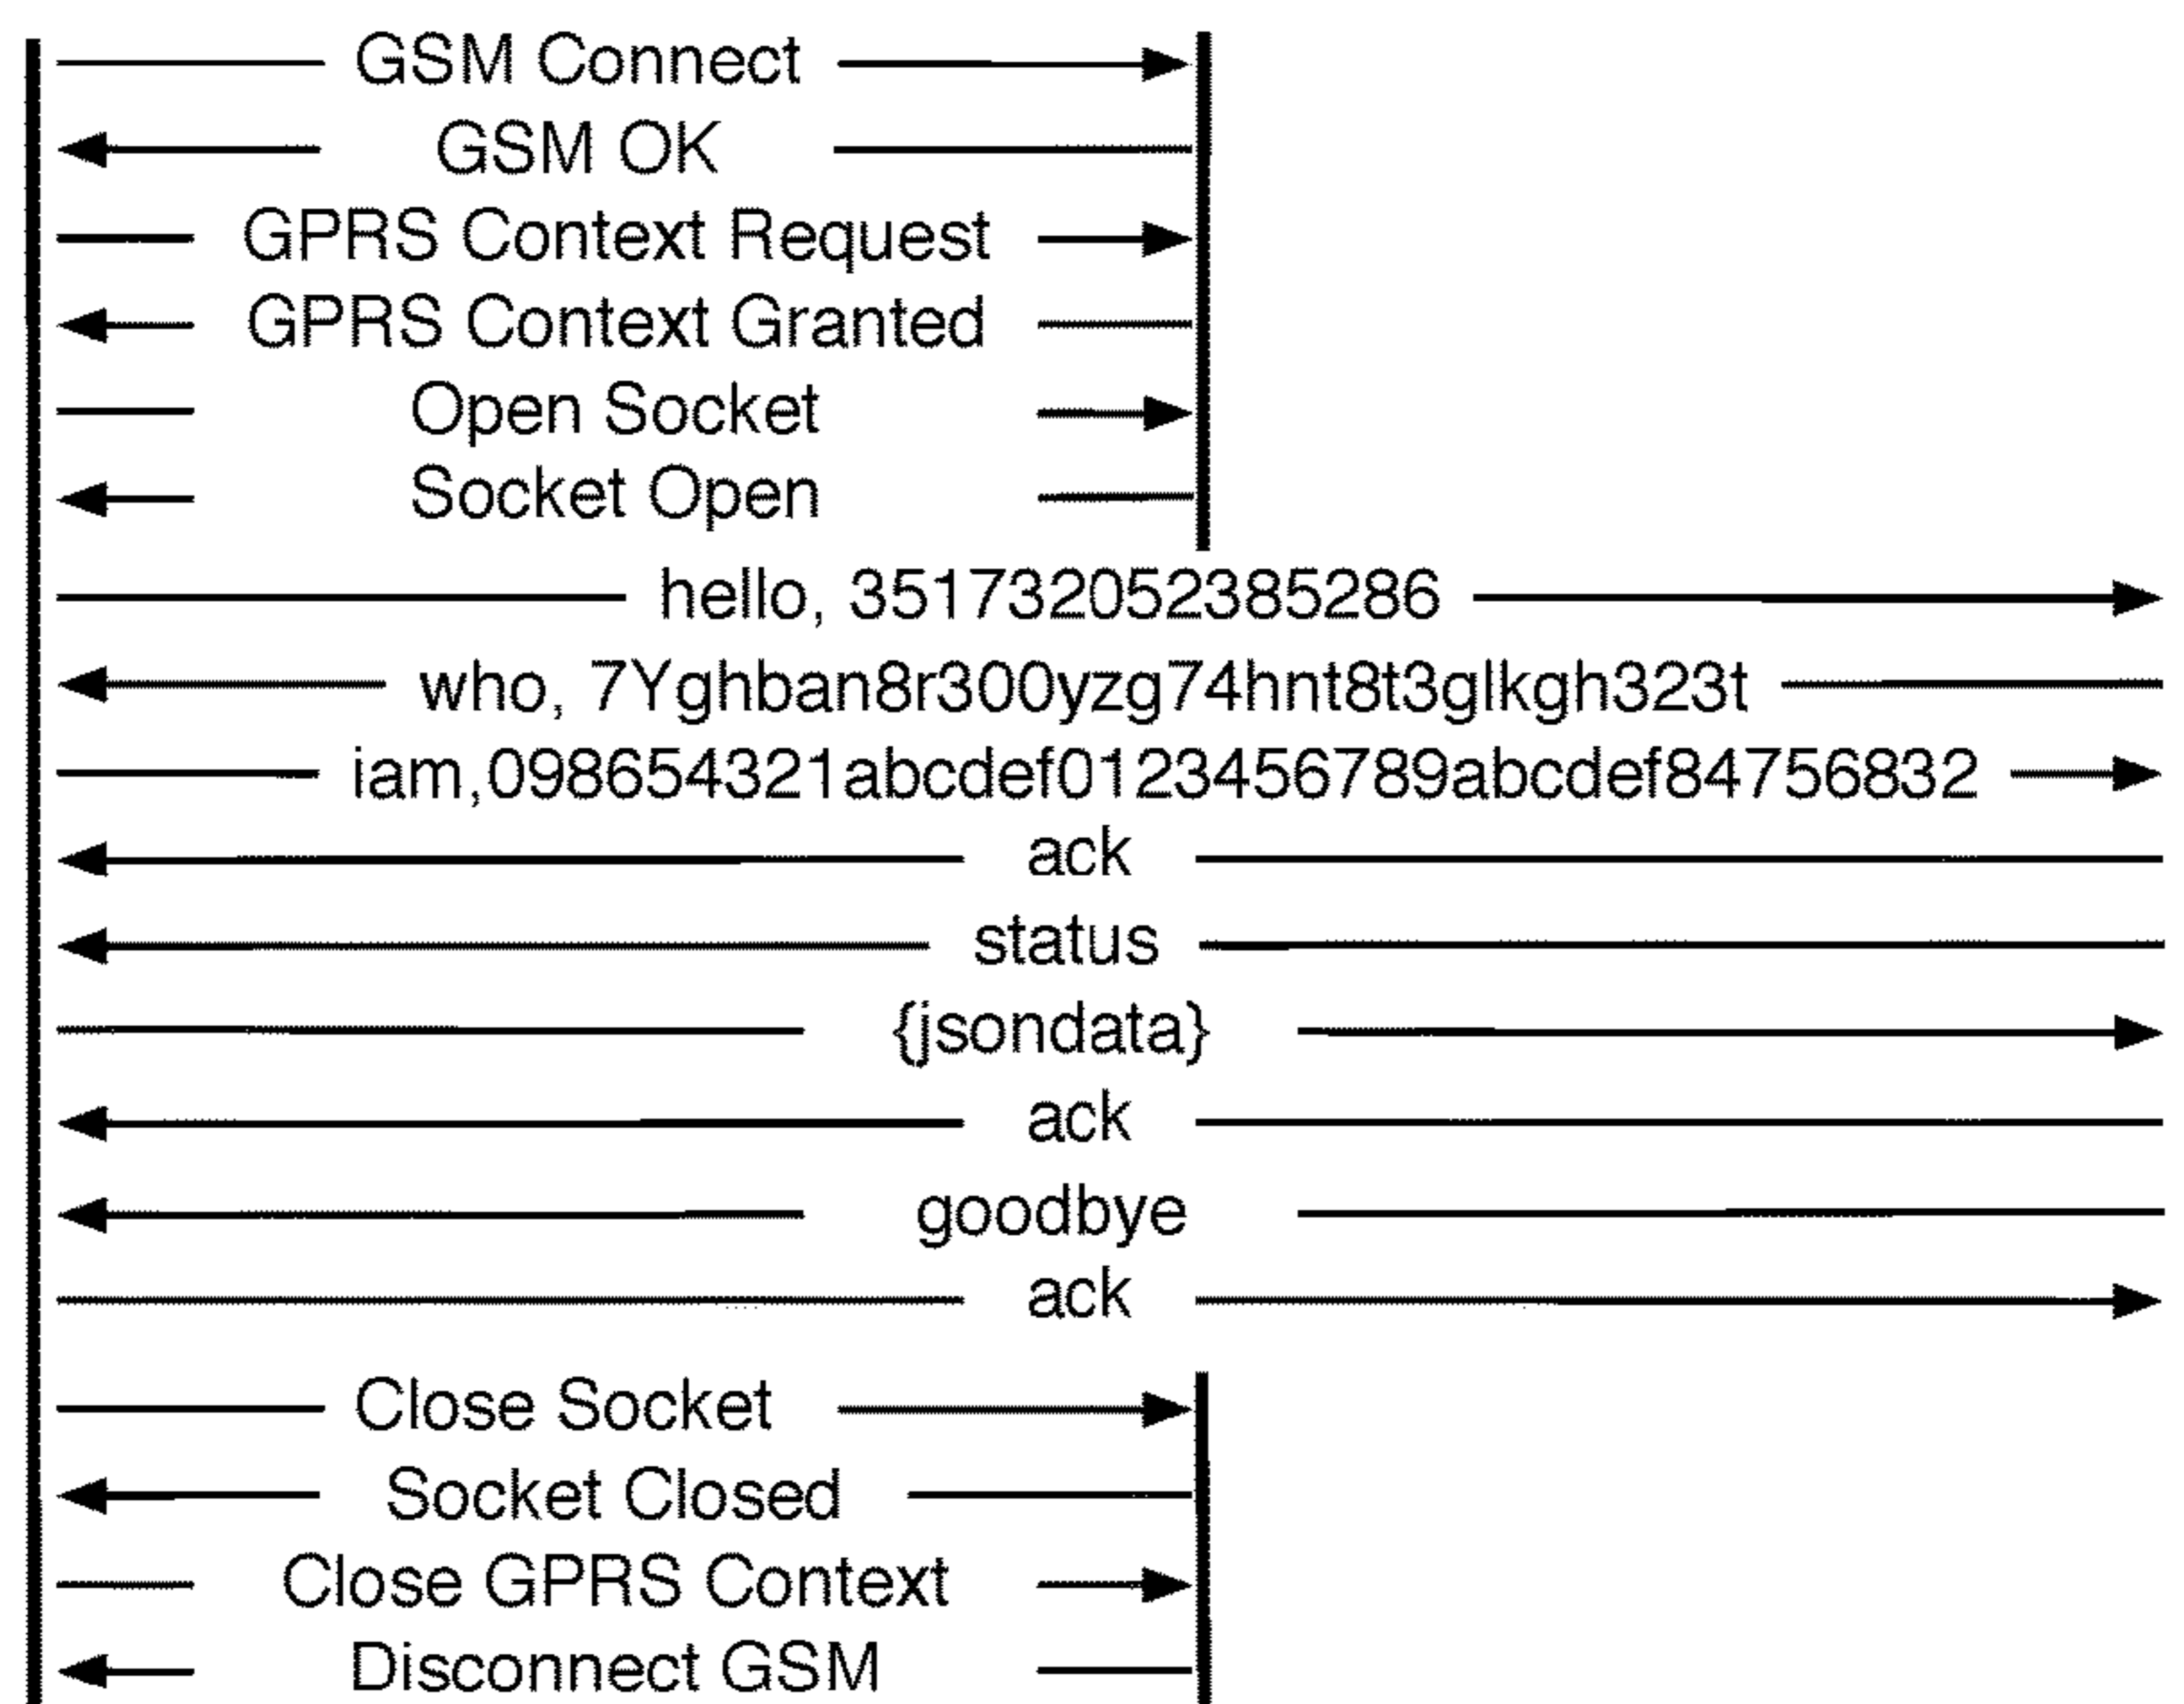 GSM Connect
GSM OK
GPRS Context Request
GPRS Context Granted
Open Socket
Socket Open
hello, 351732052385286
who, 7Yghban8r300yzg74hnt8t3glkgh323t
iam,098654321abcdef0123456789abcdef84756832
ack
status
{jsondata}
ack
goodbye
ack
Close Socket
Socket Closed
Close GPRS Context
Disconnect GSM